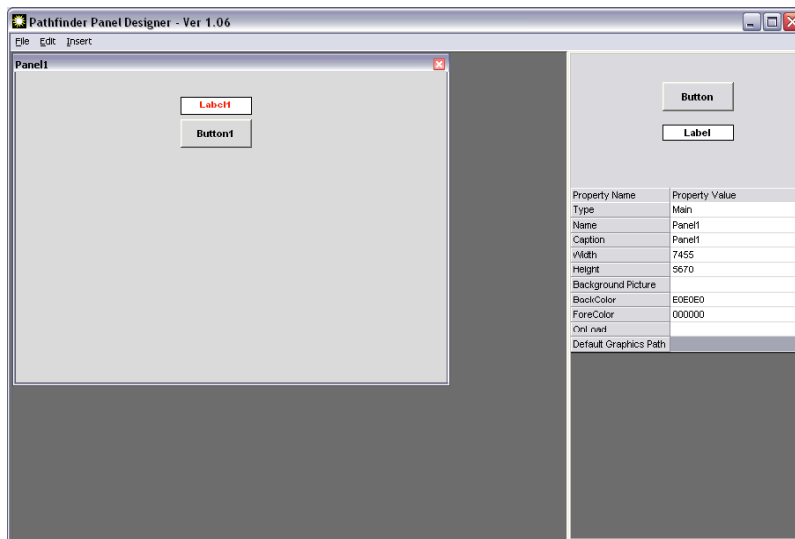 Pathfinder Panel Designer - Ver 1.06
File Edit Insert
Panel1
Label1
Button1
Button
Label
Property Name Property Value
Type Main
Name Panel1
Caption Panel1
Width 7455
Height 5670
Background Picture
BackColor E0E0E0
ForeColor 000000
OnLoad
Default Graphics Path